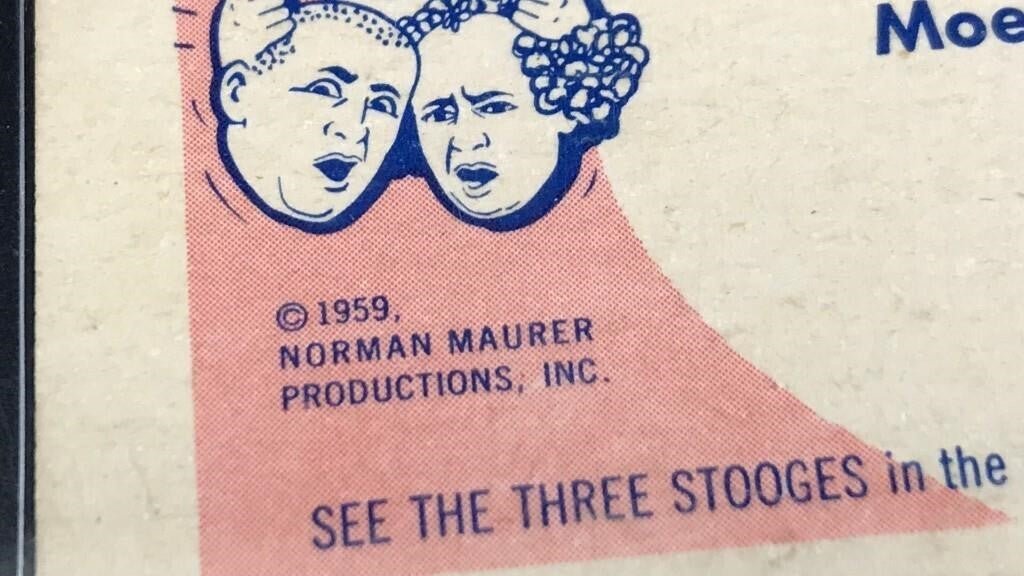 Moe
© 1959,
NORMAN MAURER
PRODUCTIONS, INC.
SEE THE THREE STOOGES in the